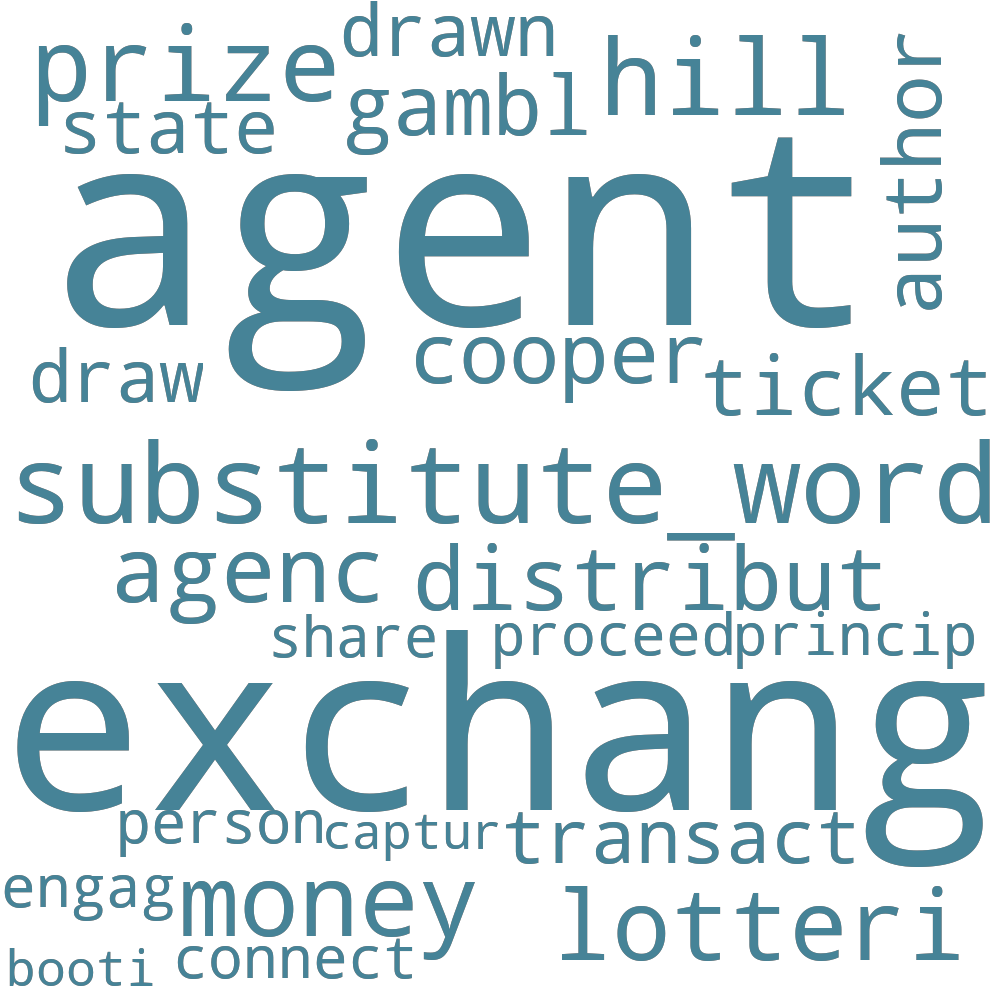 drawn
prize
hill
author
gambl
state
agent
cooper
draw
ticket
substitute_word
agenc
distribut
share
proceed
princip
exchang
person
captur
transact
engag
money
lotteri
connect
booti